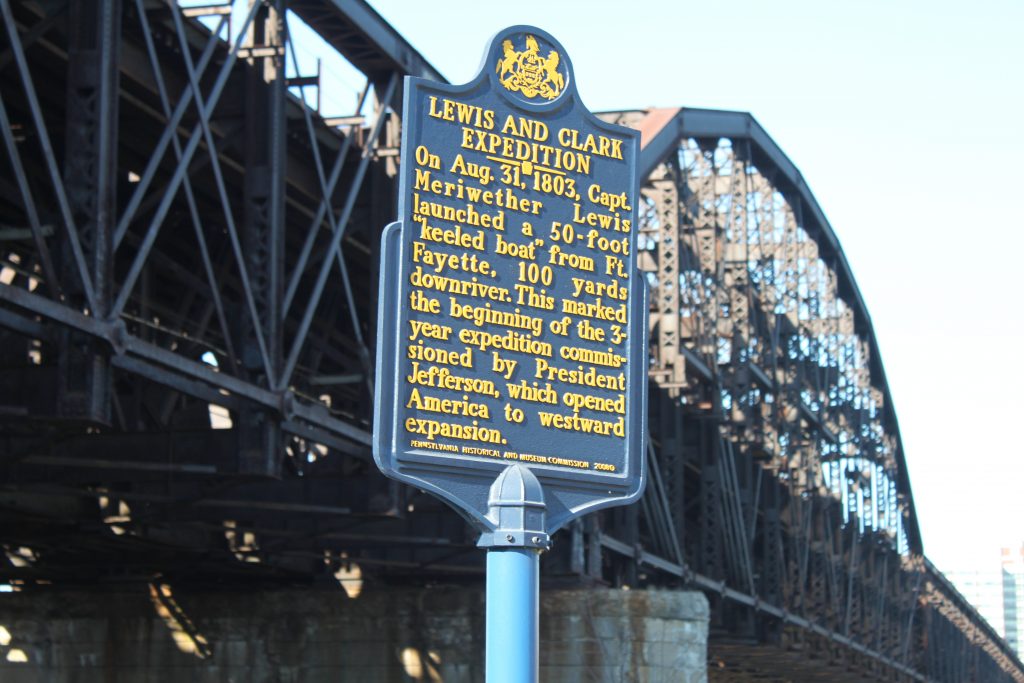 LEWIS AND CLARK
EXPEDITION
On Aug. 31, 1803, Capt.
Meriwether Lewis
launched a 50-foot
"keeled boat" from Ft.
Fayette, 100 yards
downriver. This marked
the beginning of the 3-
year expedition commis-
sioned by President
Jefferson, which opened
America to westward
expansion.
PENNSYLVANIA HISTORICAL AND MUSEUM COMMISSION 2008©